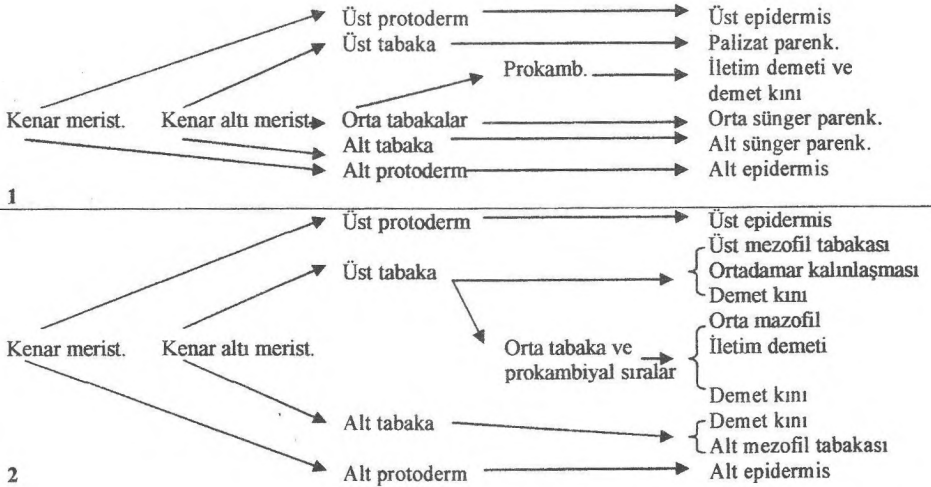 Üst protoderm Üst epidermis
Üst tabaka Palizat parenk.
Prokamb. İletim demeti ve
demet kını
Kenar merist. Kenar altı merist. Orta tabakalar Orta sünger parenk.
Alt tabaka Alt sünger parenk.
Alt protoderm Alt epidermis
1
Üst protoderm Üst epidermis
Üst mezofil tabakası
Üst tabaka Ortadamar kalınlaşması
Demet kını
Orta mazofil
Kenar merist. Kenar altı merist. Orta tabaka ve İletim demeti
prokambiyal sıralar
Demet kını
Alt tabaka Demet kını
Alt mezofil tabakası
2 Alt protoderm Alt epidermis